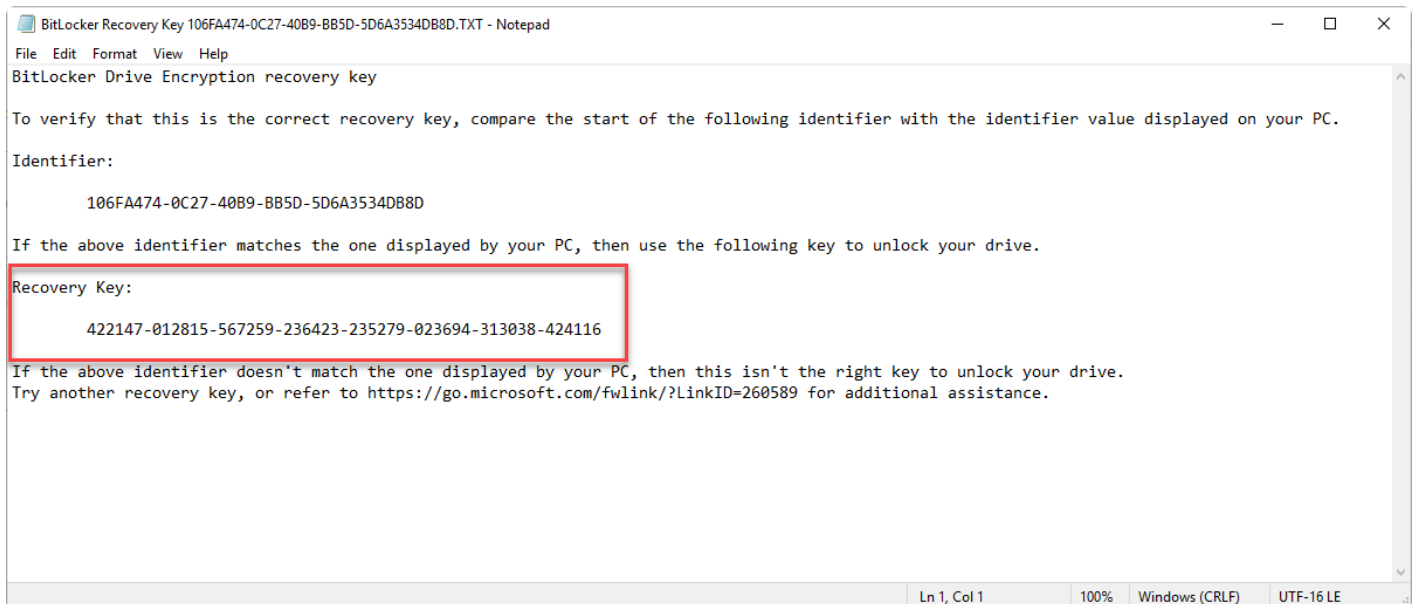 BitLocker Recovery Key 106FA474-0C27-40B9-BB5D-5D6A3534DB8D.TXT - Notepad
File Edit Format View Help
BitLocker Drive Encryption recovery key
To verify that this is the correct recovery key, compare the start of the following identifier with the identifier value displayed on your PC.
Identifier:
106FA474-0C27-40B9-BB5D-5D6A3534DB8D
If the above identifier matches the one displayed by your PC, then use the following key to unlock your drive.
Recovery Key:
422147-012815-567259-236423-235279-023694-313038-424116
If the above identifier doesn't match the one displayed by your PC, then this isn't the right key to unlock your drive.
Try another recovery key, or refer to https://go.microsoft.com/fwlink/?LinkID=260589 for additional assistance.
Ln 1, Col 1 100% Windows (CRLF) UTF-16 LE